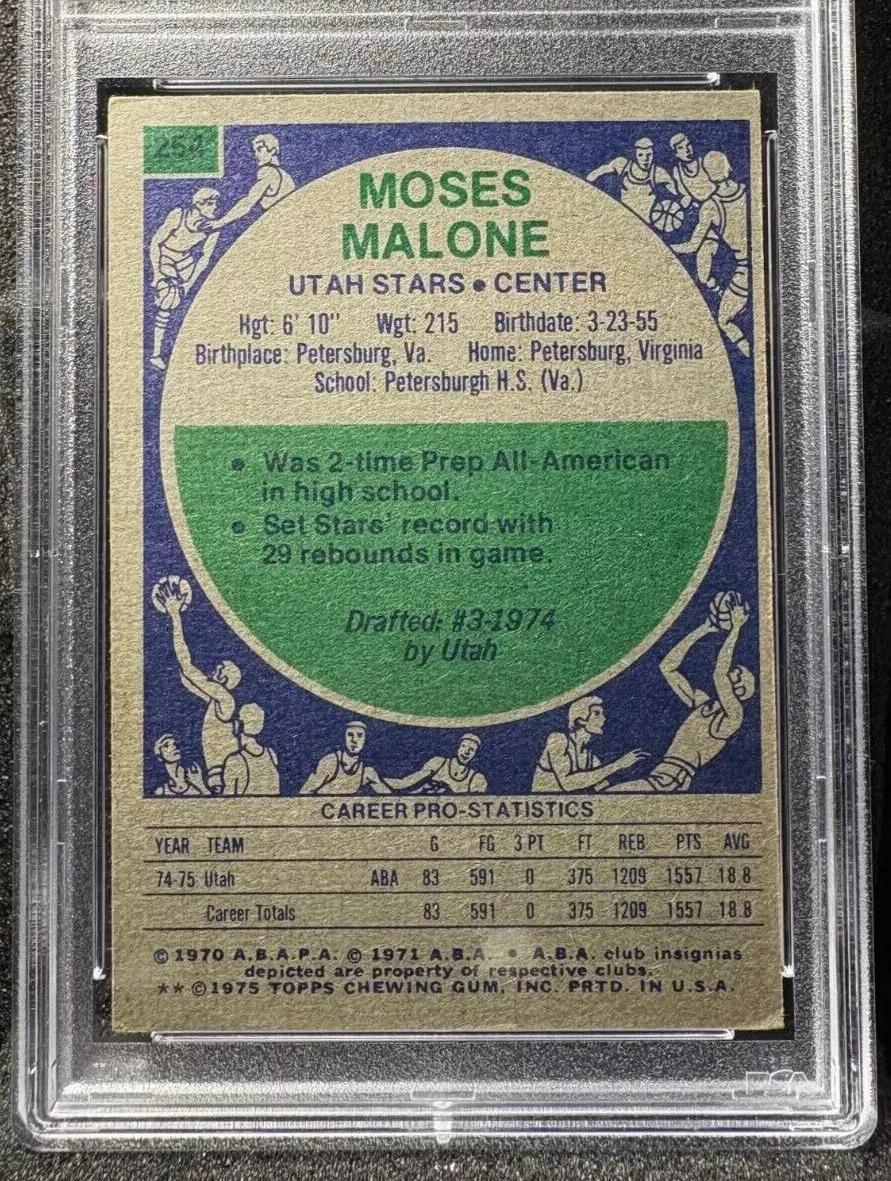 254
MOSES
MALONE
UTAH STARS • CENTER
Hgt: 6' 10" Wgt: 215 Birthdate: 3-23-55
Birthplace: Petersburg, Va. Home: Petersburg, Virginia
School: Petersburgh H.S. (Va.)
• Was 2-time Prep All-American
in high school.
• Set Stars' record with
29 rebounds in game.
Drafted: #3-1974
by Utah
CAREER PRO-STATISTICS
YEAR TEAM G FG 3 PT FT REB PTS AVG
74-75 Utah ABA 83 591 0 375 1209 1557 18.8
Career Totals 83 591 0 375 1209 1557 18.8
© 1970 A.B.A.P.A. © 1971 A.B.A. • A.B.A. club insignias
depicted are property of respective clubs.
** © 1975 TOPPS CHEWING GUM, INC. PRTD. IN U.S.A.
PSA